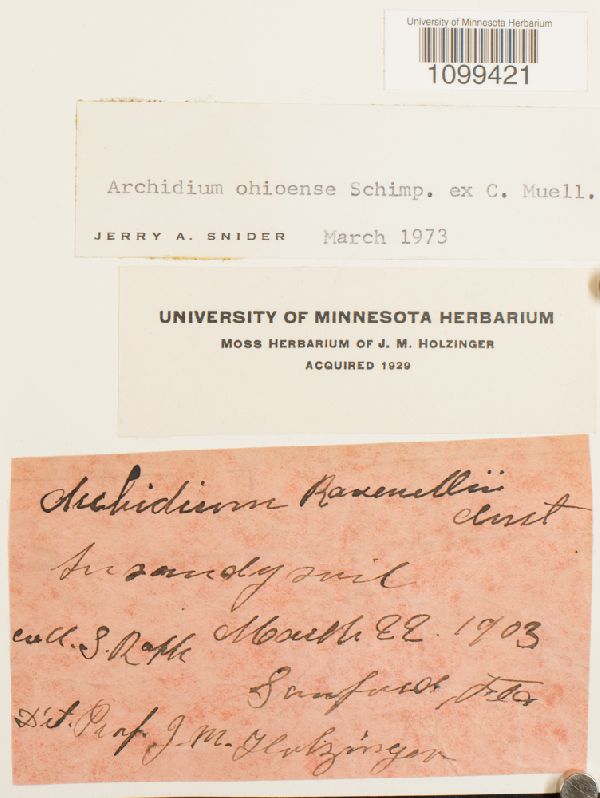 University of Minnesota Herbarium
1099421
Archidium ohioense Schimp. ex C. Muell.
JERRY A. SNIDER March 1973
UNIVERSITY OF MINNESOTA HERBARIUM
MOSS HERBARIUM OF J. M. HOLZINGER
ACQUIRED 1929
Archidium Ravenellii
Aust
In sandy soil
coll. S. Rapp March 22. 1903
Sanford, Fla
Det. Prof. J. M. Holzinger